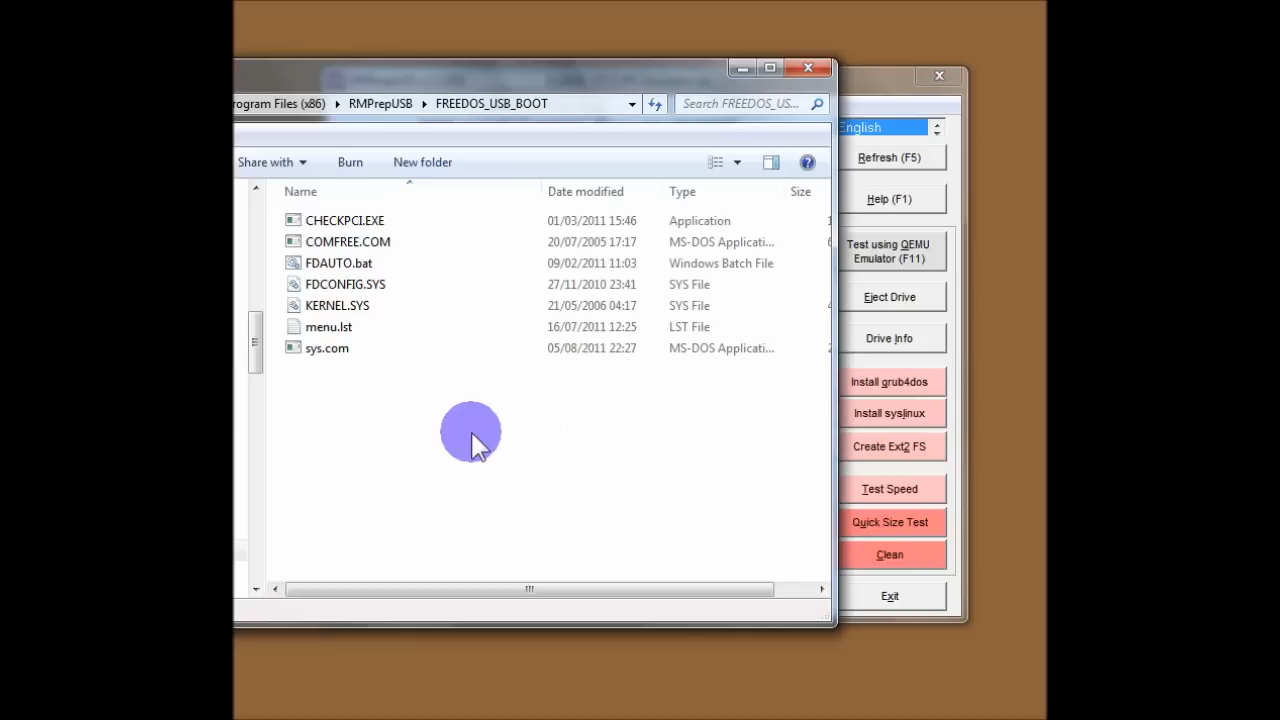 rogram Files (x86) RMPrepUSB FREEDOS_USB_BOOT Search FREEDOS_US...
Share with Burn New folder
Name Date modified Type Size
CHECKPCI.EXE 01/03/2011 15:46 Application
COMFREE.COM 20/07/2005 17:17 MS-DOS Applicati...
FDAUTO.bat 09/02/2011 11:03 Windows Batch File
FDCONFIG.SYS 27/11/2010 23:41 SYS File
KERNEL.SYS 21/05/2006 04:17 SYS File
menu.lst 16/07/2011 12:25 LST File
sys.com 05/08/2011 22:27 MS-DOS Applicati...
English
Refresh (F5)
Help (F1)
Test using QEMU
Emulator (F11)
Eject Drive
Drive Info
Install grub4dos
Install syslinux
Create Ext2 FS
Test Speed
Quick Size Test
Clean
Exit